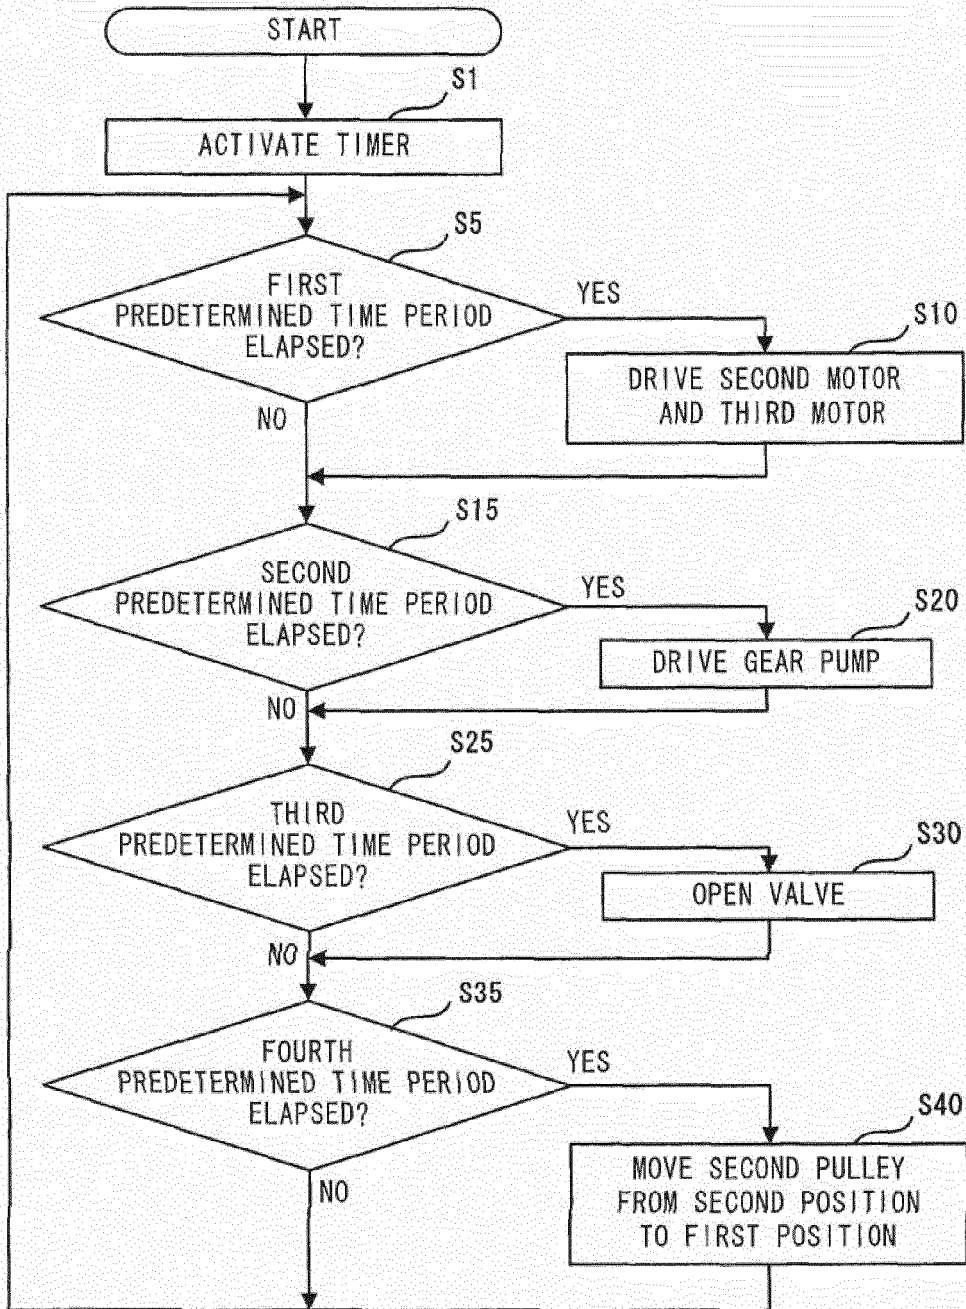 START
S1
ACTIVATE TIMER
S5
FIRST
PREDETERMINED TIME PERIOD
ELAPSED?
YES
S10
DRIVE SECOND MOTOR
AND THIRD MOTOR
NO
S15
SECOND
PREDETERMINED TIME PERIOD
ELAPSED?
YES
S20
DRIVE GEAR PUMP
NO
S25
THIRD
PREDETERMINED TIME PERIOD
ELAPSED?
YES
S30
OPEN VALVE
NO
S35
FOURTH
PREDETERMINED TIME PERIOD
ELAPSED?
YES
S40
MOVE SECOND PULLEY
FROM SECOND POSITION
TO FIRST POSITION
NO